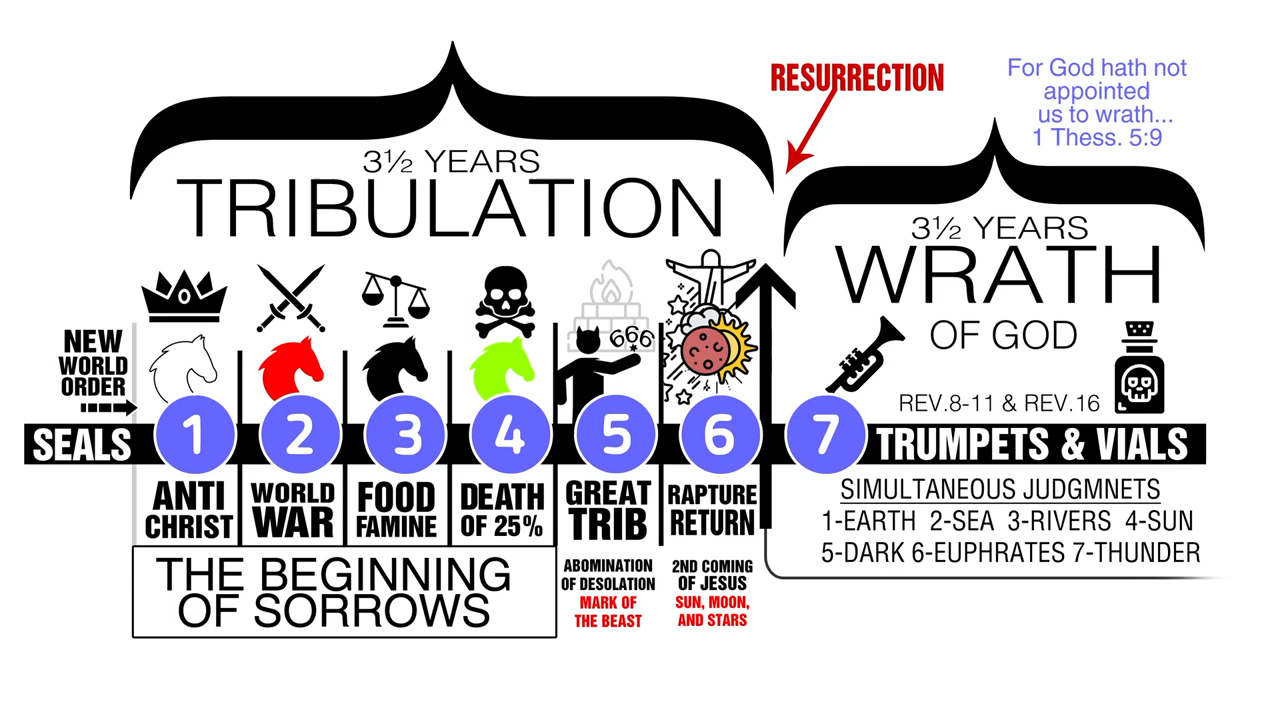 RESURRECTION
For God hath not
appointed
us to wrath...
1 Thess. 5:9
3½ YEARS
TRIBULATION
3½ YEARS
WRATH
OF GOD
NEW
WORLD
ORDER
666
REV.8-11 & REV.16
SEALS
1
2
3
4
5
6
7
TRUMPETS & VIALS
ANTI
CHRIST
WORLD
WAR
FOOD
FAMINE
DEATH
OF 25%
GREAT
TRIB
RAPTURE
RETURN
SIMULTANEOUS JUDGMNETS
1-EARTH 2-SEA 3-RIVERS 4-SUN
5-DARK 6-EUPHRATES 7-THUNDER
THE BEGINNING
OF SORROWS
ABOMINATION
OF DESOLATION
MARK OF
THE BEAST
2ND COMING
OF JESUS
SUN, MOON,
AND STARS